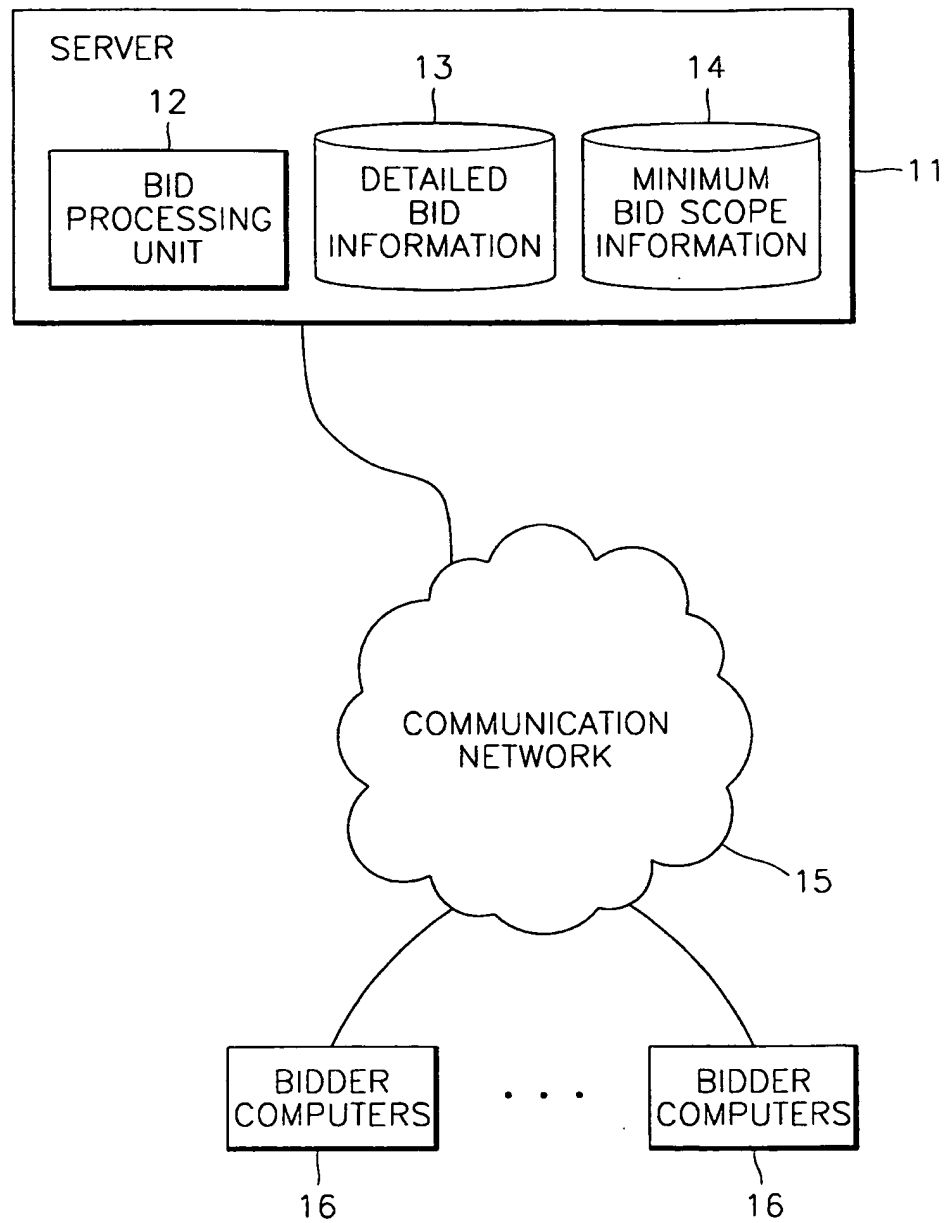 SERVER
12
13
14
BID
PROCESSING
UNIT
DETAILED
BID
INFORMATION
MINIMUM
BID SCOPE
INFORMATION
11
COMMUNICATION
NETWORK
15
BIDDER
COMPUTERS
. . .
BIDDER
COMPUTERS
16
16